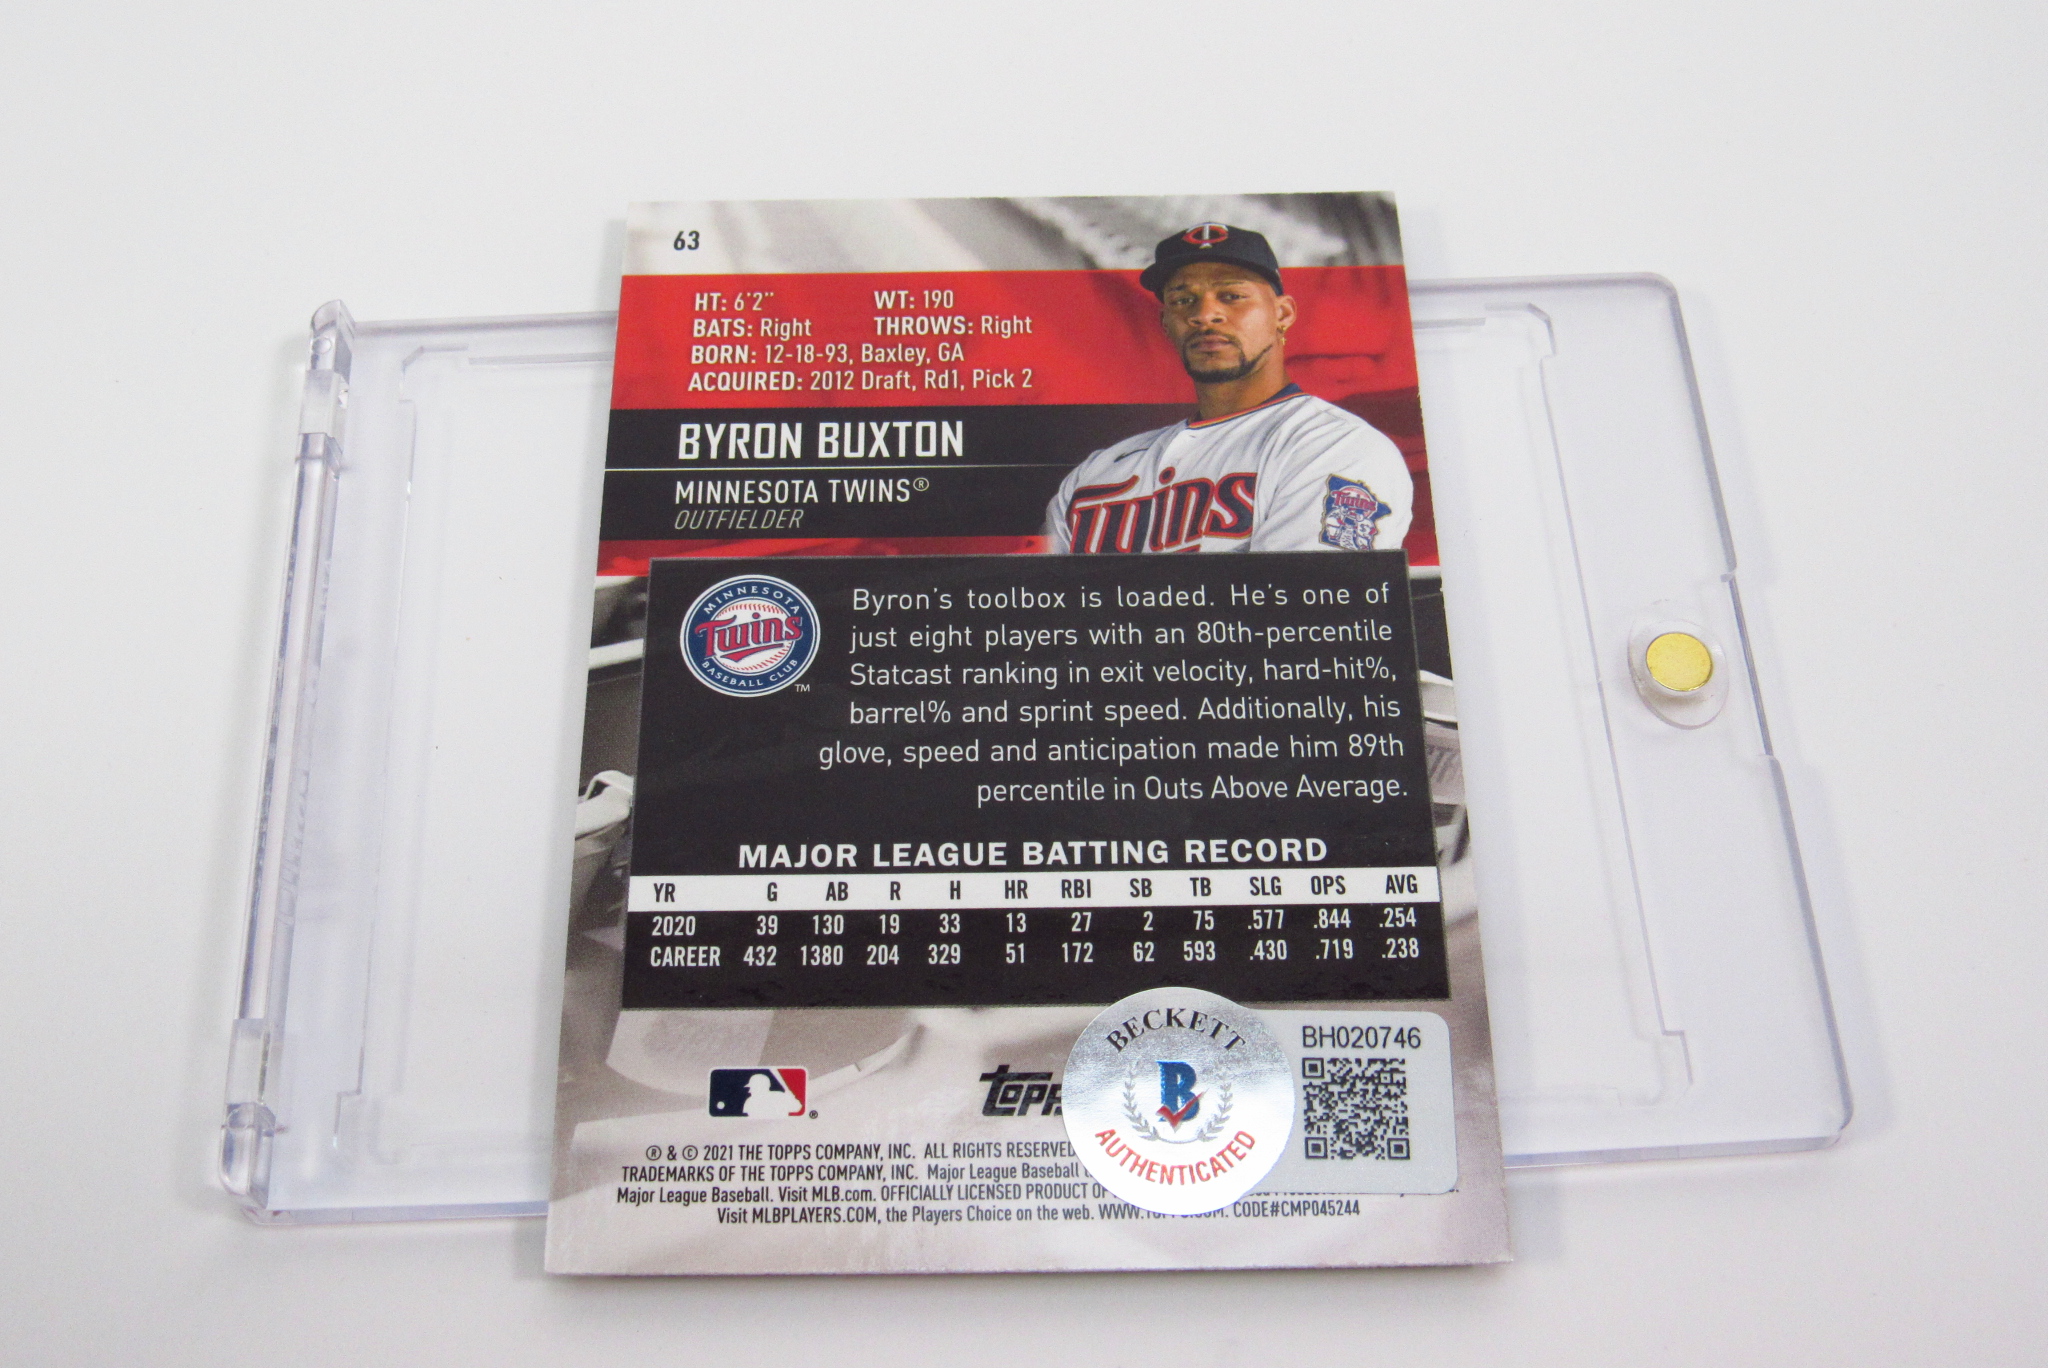 63
HT: 6'2" WT: 190
BATS: Right THROWS: Right
BORN: 12-18-93, Baxley, GA
ACQUIRED: 2012 Draft, Rd1, Pick 2
BYRON BUXTON
MINNESOTA TWINS®
OUTFIELDER
Twins
Twins
MINNESOTA
Twins
BASEBALL CLUB
TM
Byron's toolbox is loaded. He's one of
just eight players with an 80th-percentile
Statcast ranking in exit velocity, hard-hit%,
barrel% and sprint speed. Additionally, his
glove, speed and anticipation made him 89th
percentile in Outs Above Average.
MAJOR LEAGUE BATTING RECORD
YR G AB R H HR RBI SB TB SLG OPS AVG
2020 39 130 19 33 13 27 2 75 .577 .844 .254
CAREER 432 1380 204 329 51 172 62 593 .430 .719 .238
BECKETT
B
AUTHENTICATED
BH020746
® & © 2021 THE TOPPS COMPANY, INC. ALL RIGHTS RESERVED
TRADEMARKS OF THE TOPPS COMPANY, INC. Major League Baseball
Major League Baseball. Visit MLB.com. OFFICIALLY LICENSED PRODUCT OF
Visit MLBPLAYERS.COM, the Players Choice on the web. CODE#CMP045244